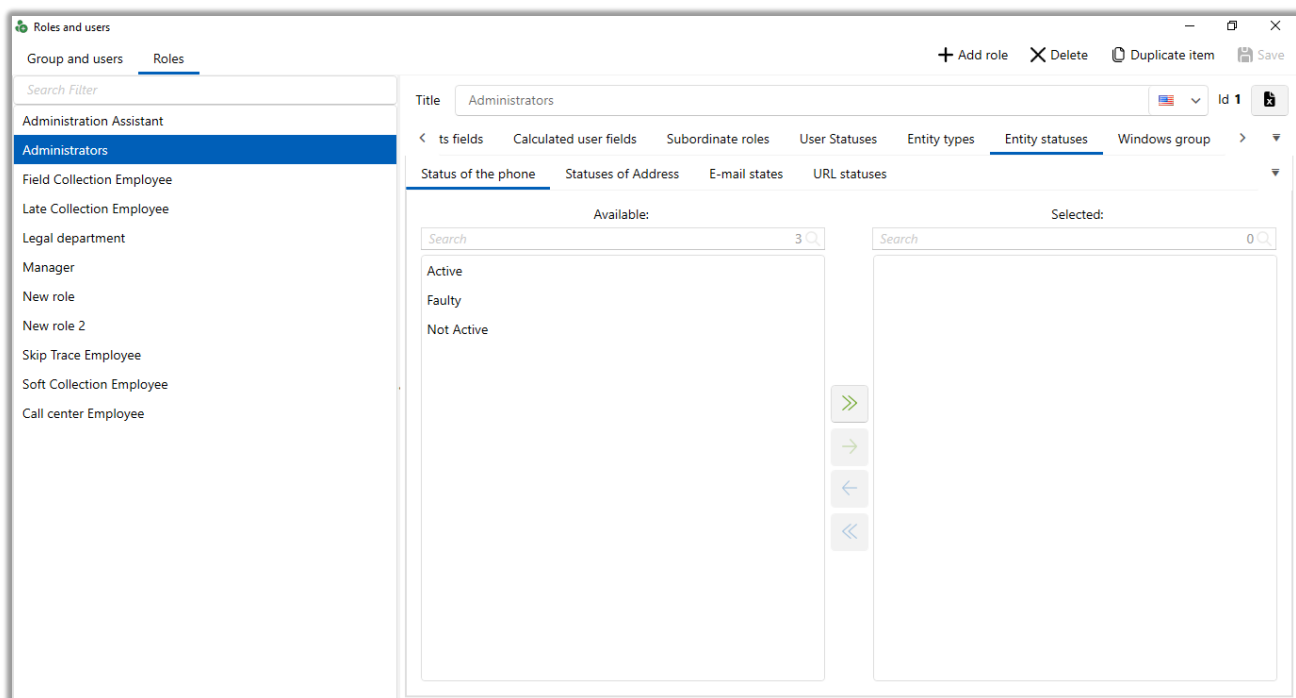 Roles and users
Group and users Roles
Add role Delete Duplicate item Save
Search Filter
Administration Assistant
Administrators
Field Collection Employee
Late Collection Employee
Legal department
Manager
New role
New role 2
Skip Trace Employee
Soft Collection Employee
Call center Employee
Title Administrators Id 1
ts fields Calculated user fields Subordinate roles User Statuses Entity types Entity statuses Windows group
Status of the phone Statuses of Address E-mail states URL statuses
Available:
Search 3
Active
Faulty
Not Active
Selected:
Search 0